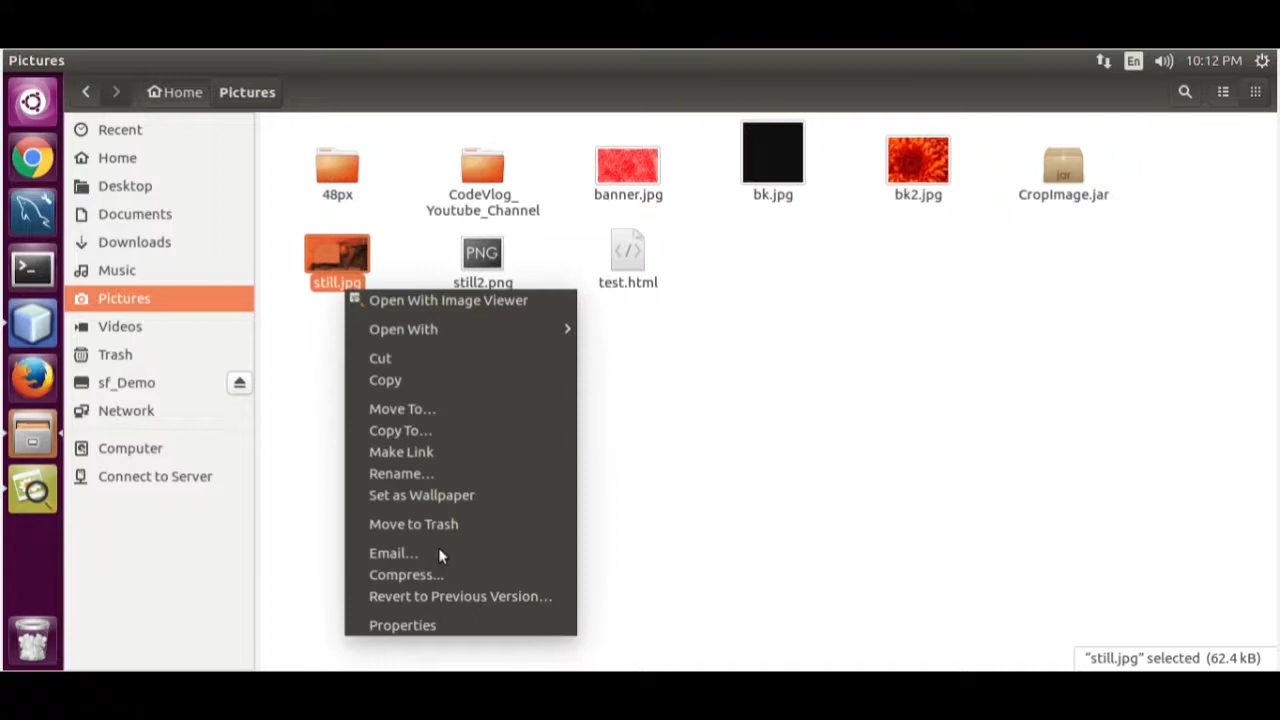 Pictures
En
10:12 PM
Home
Pictures
Recent
Home
Desktop
Documents
Downloads
Music
Pictures
Videos
Trash
sf_Demo
Network
Computer
Connect to Server
48px
CodeVlog_
Youtube_Channel
banner.jpg
bk.jpg
bk2.jpg
jar
CropImage.jar
still.jpg
PNG
still2.png
</>
test.html
Open With Image Viewer
Open With
Cut
Copy
Move To...
Copy To...
Make Link
Rename...
Set as Wallpaper
Move to Trash
Email...
Compress...
Revert to Previous Version...
Properties
"still.jpg" selected (62.4 kB)